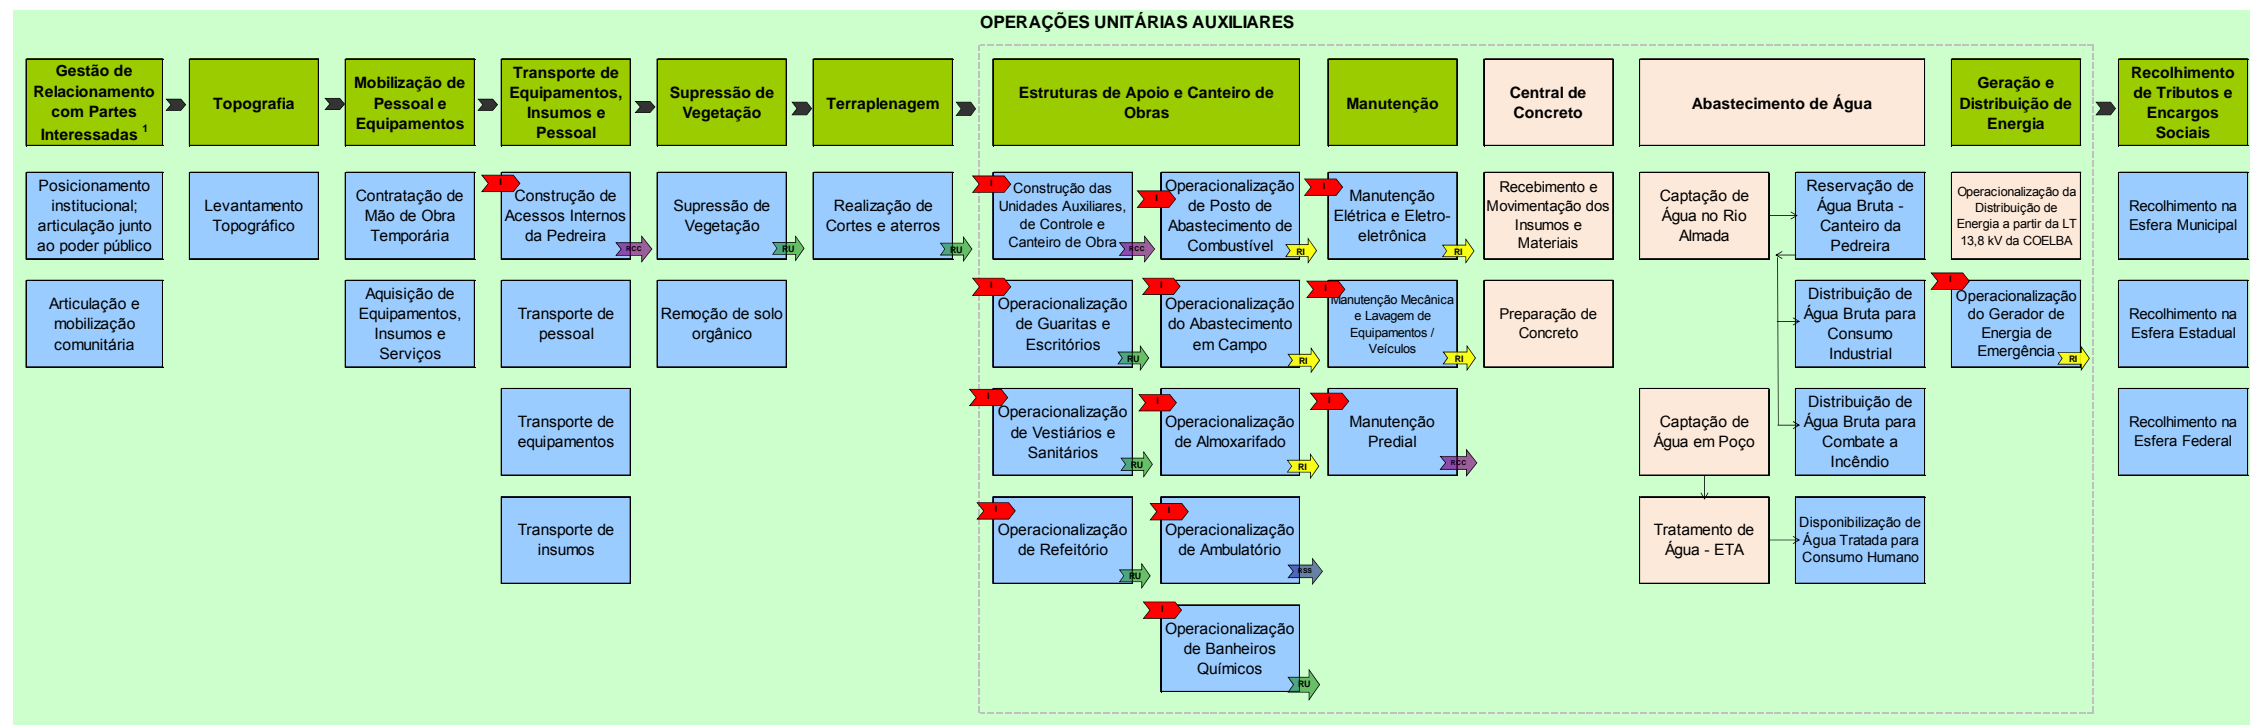 OPERAÇÕES UNITÁRIAS AUXILIARES
Gestão de
Relacionamento
com Partes
Interessadas ¹
Topografia
Mobilização de
Pessoal e
Equipamentos
Transporte de
Equipamentos,
Insumos e
Pessoal
Supressão de
Vegetação
Terraplenagem
Estruturas de Apoio e Canteiro de
Obras
Manutenção
Central de
Concreto
Abastecimento de Água
Geração e
Distribuição de
Energia
Recolhimento
de Tributos e
Encargos
Sociais
Posicionamento
institucional;
articulação junto
ao poder público
Levantamento
Topográfico
Contratação de
Mão de Obra
Temporária
I
Construção de
Acessos Internos
da Pedreira
RCC
Supressão de
Vegetação
RU
Realização de
Cortes e aterros
RU
I
Construção das
Unidades Auxiliares,
de Controle e
Canteiro de Obra
RCC
I
Operacionalização
de Posto de
Abastecimento de
Combustível
RI
I
Manutenção
Elétrica e Eletro-
eletrônica
RI
Recebimento e
Movimentação dos
Insumos e
Materiais
Captação de
Água no Rio
Almada
Reservação de
Água Bruta -
Canteiro da
Pedreira
Operacionalização da
Distribuição de
Energia a partir da LT
13,8 kV da COELBA
Recolhimento na
Esfera Municipal
Articulação e
mobilização
comunitária
Aquisição de
Equipamentos,
Insumos e
Serviços
Transporte de
pessoal
Remoção de solo
orgânico
I
Operacionalização
de Guaritas e
Escritórios
RU
I
Operacionalização
do Abastecimento
em Campo
RI
I
Manutenção Mecânica
e Lavagem de
Equipamentos /
Veículos
RI
Preparação de
Concreto
Distribuição de
Água Bruta para
Consumo
Industrial
I
Operacionalização
do Gerador de
Energia de
Emergência
RI
Recolhimento na
Esfera Estadual
Transporte de
equipamentos
I
Operacionalização
de Vestiários e
Sanitários
RU
I
Operacionalização
de Almoxarifado
RI
I
Manutenção
Predial
RCC
Captação de
Água em Poço
Distribuição de
Água Bruta para
Combate a
Incêndio
Recolhimento na
Esfera Federal
Transporte de
insumos
I
Operacionalização
de Refeitório
RU
I
Operacionalização
de Ambulatório
RSS
Tratamento de
Água - ETA
Disponibilização de
Água Tratada para
Consumo Humano
I
Operacionalização
de Banheiros
Químicos
RU